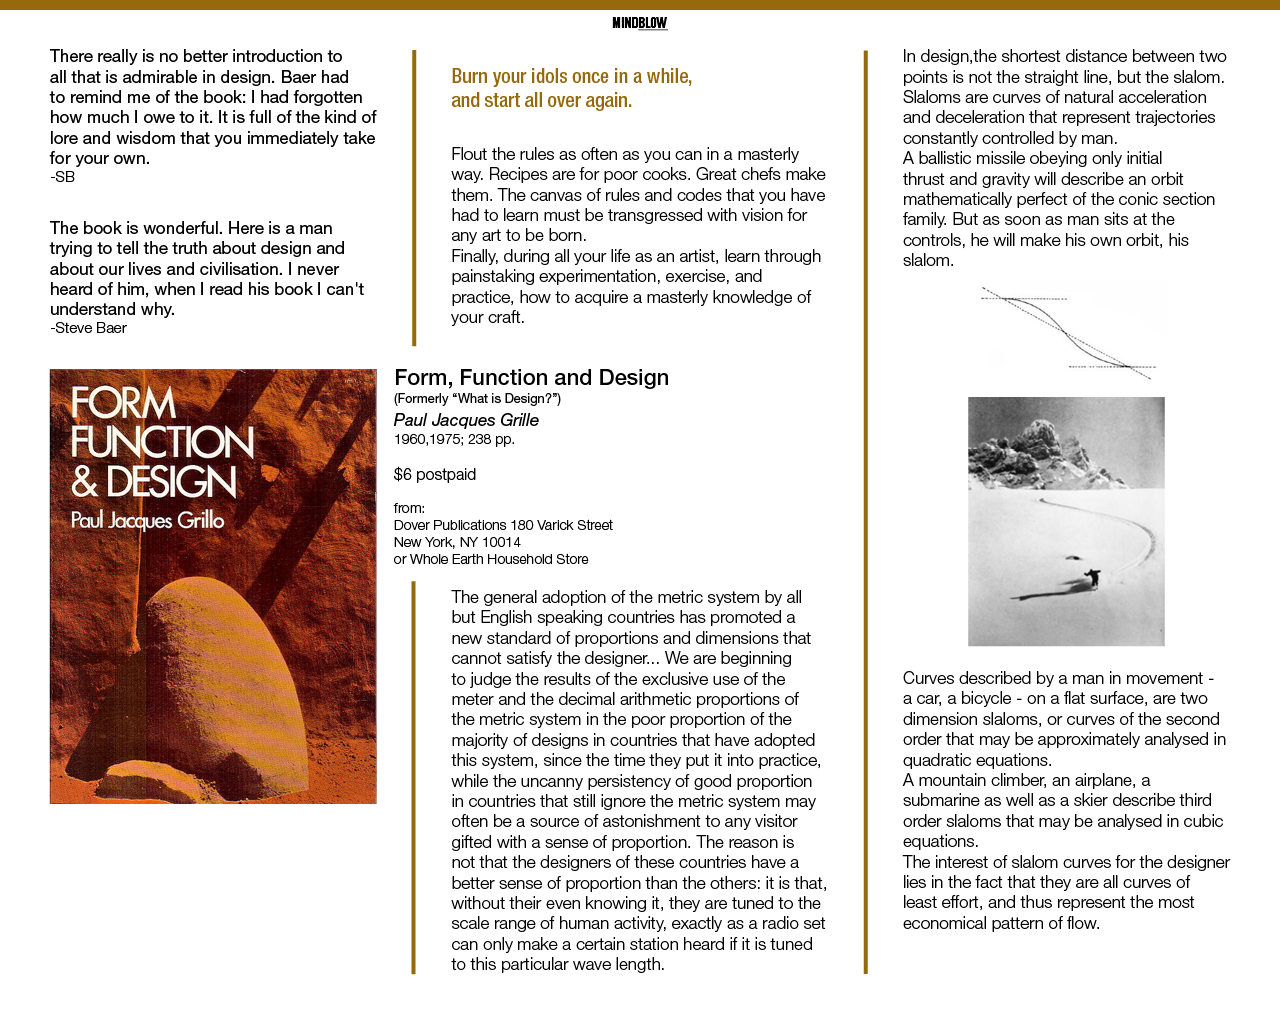 MINDBLOW
There really is no better introduction to
all that is admirable in design. Baer had
to remind me of the book: I had forgotten
how much I owe to it. It is full of the kind of
lore and wisdom that you immediately take
for your own.
-SB
The book is wonderful. Here is a man
trying to tell the truth about design and
about our lives and civilisation. I never
heard of him, when I read his book I can't
understand why.
-Steve Baer
FORM
FUNCTION
& DESIGN
Paul Jacques Grillo
Burn your idols once in a while,
and start all over again.
Flout the rules as often as you can in a masterly
way. Recipes are for poor cooks. Great chefs make
them. The canvas of rules and codes that you have
had to learn must be transgressed with vision for
any art to be born.
Finally, during all your life as an artist, learn through
painstaking experimentation, exercise, and
practice, how to acquire a masterly knowledge of
your craft.
Form, Function and Design
(Formerly “What is Design?”)
Paul Jacques Grille
1960,1975; 238 pp.
$6 postpaid
from:
Dover Publications 180 Varick Street
New York, NY 10014
or Whole Earth Household Store
The general adoption of the metric system by all
but English speaking countries has promoted a
new standard of proportions and dimensions that
cannot satisfy the designer... We are beginning
to judge the results of the exclusive use of the
meter and the decimal arithmetic proportions of
the metric system in the poor proportion of the
majority of designs in countries that have adopted
this system, since the time they put it into practice,
while the uncanny persistency of good proportion
in countries that still ignore the metric system may
often be a source of astonishment to any visitor
gifted with a sense of proportion. The reason is
not that the designers of these countries have a
better sense of proportion than the others: it is that,
without their even knowing it, they are tuned to the
scale range of human activity, exactly as a radio set
can only make a certain station heard if it is tuned
to this particular wave length.
In design,the shortest distance between two
points is not the straight line, but the slalom.
Slaloms are curves of natural acceleration
and deceleration that represent trajectories
constantly controlled by man.
A ballistic missile obeying only initial
thrust and gravity will describe an orbit
mathematically perfect of the conic section
family. But as soon as man sits at the
controls, he will make his own orbit, his
slalom.
Curves described by a man in movement -
a car, a bicycle - on a flat surface, are two
dimension slaloms, or curves of the second
order that may be approximately analysed in
quadratic equations.
A mountain climber, an airplane, a
submarine as well as a skier describe third
order slaloms that may be analysed in cubic
equations.
The interest of slalom curves for the designer
lies in the fact that they are all curves of
least effort, and thus represent the most
economical pattern of flow.